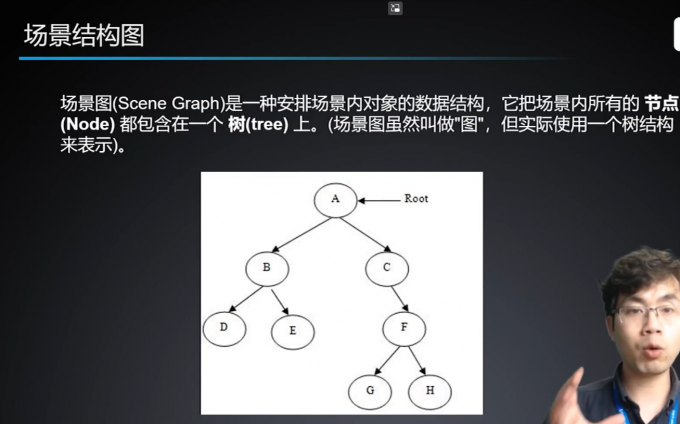 场景结构图
场景图(Scene Graph)是一种安排场景内对象的数据结构，它把场景内所有的 节点
(Node) 都包含在一个 树(tree) 上。(场景图虽然叫做"图"，但实际使用一个树结构
来表示)。
A
Root
B
C
D
E
F
G
H